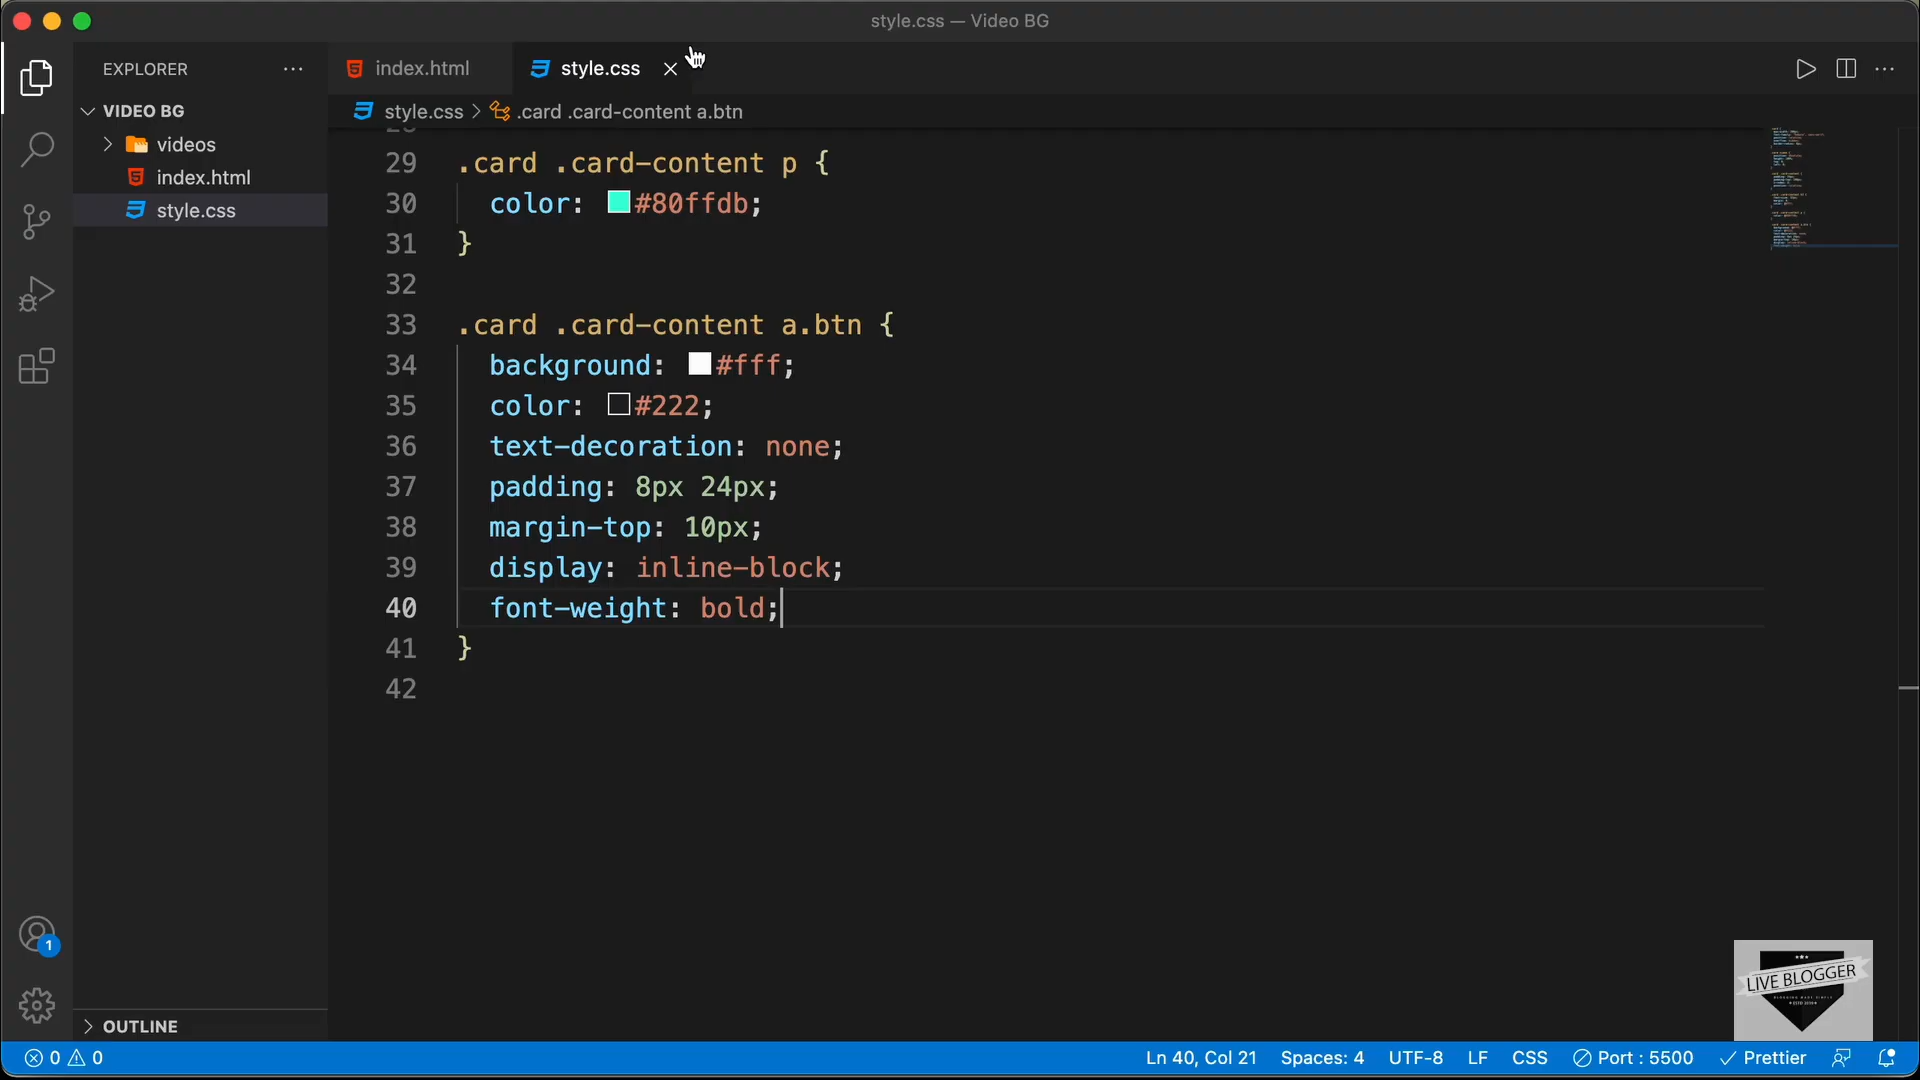 style.css — Video BG
EXPLORER
index.html
style.css
VIDEO BG
style.css > .card .card-content a.btn
videos
index.html
style.css
29 .card .card-content p {
30 color: #80ffdb;
31 }
32
33 .card .card-content a.btn {
34 background: #fff;
35 color: #222;
36 text-decoration: none;
37 padding: 8px 24px;
38 margin-top: 10px;
39 display: inline-block;
40 font-weight: bold;
41 }
42
1
LIVE BLOGGER
OUTLINE
0 0
Ln 40, Col 21
Spaces: 4
UTF-8
LF
CSS
Port : 5500
Prettier